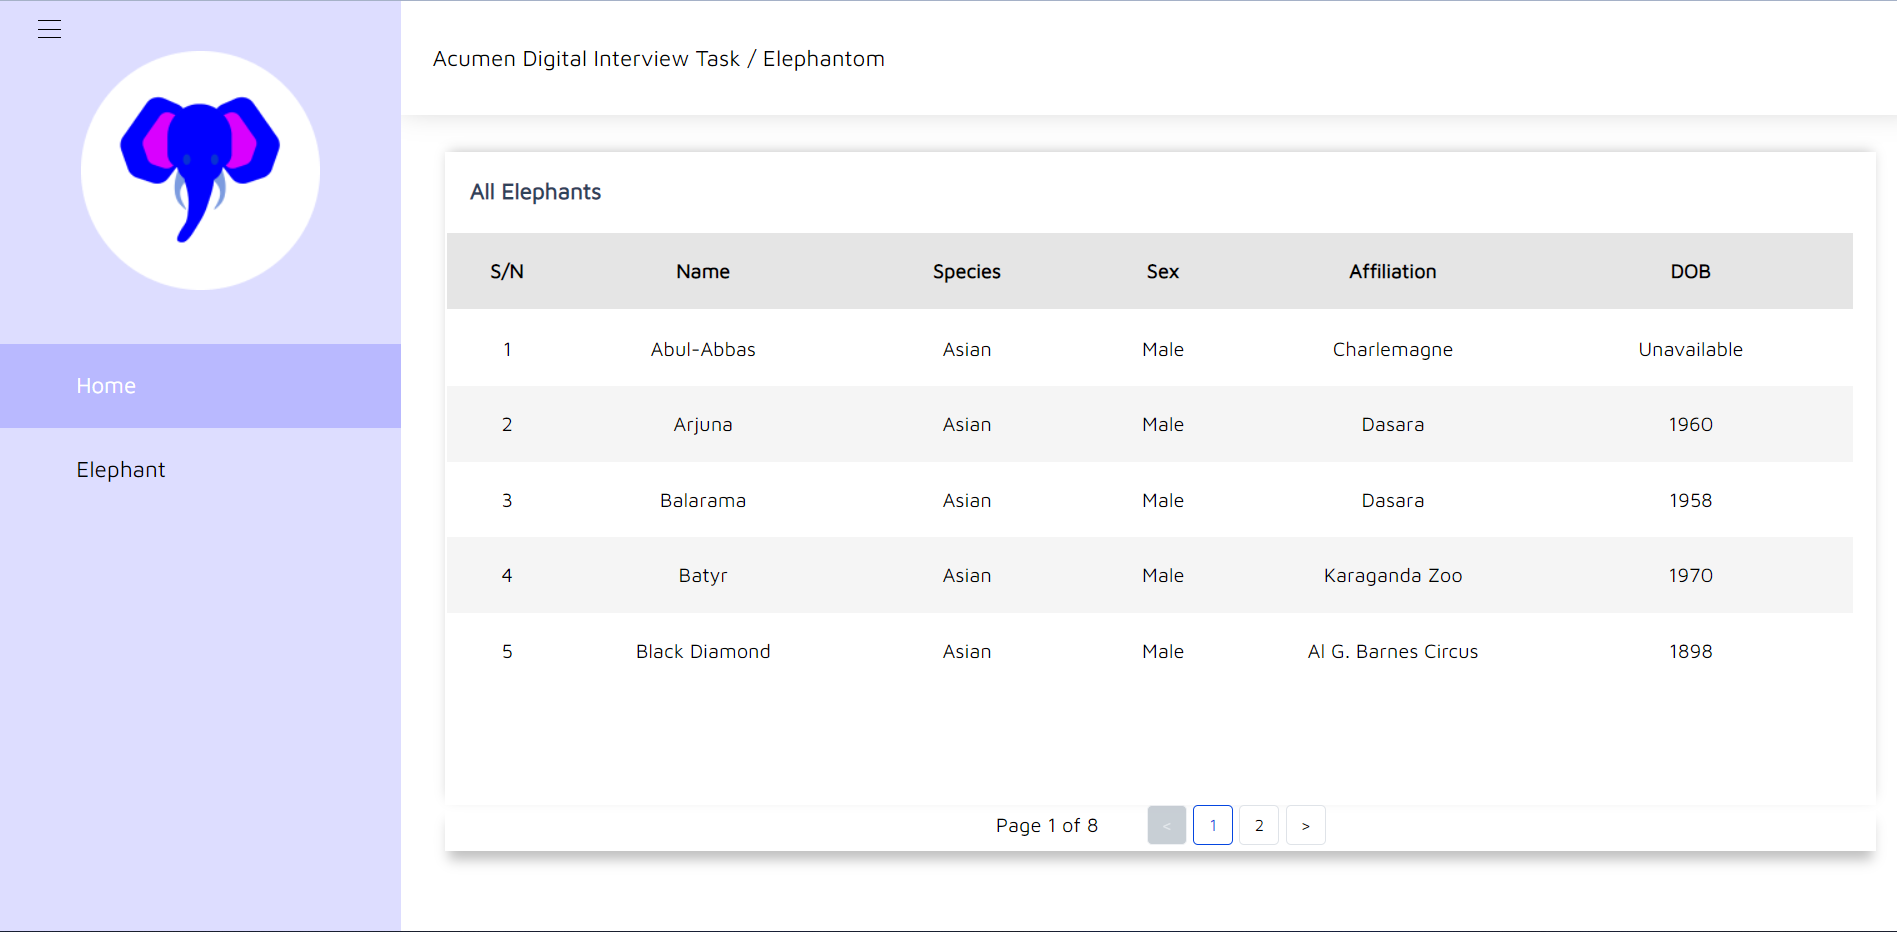 Acumen Digital Interview Task / Elephantom
Home
Elephant
All Elephants
S/N Name Species Sex Affiliation DOB
1 Abul-Abbas Asian Male Charlemagne Unavailable
2 Arjuna Asian Male Dasara 1960
3 Balarama Asian Male Dasara 1958
4 Batyr Asian Male Karaganda Zoo 1970
5 Black Diamond Asian Male Al G. Barnes Circus 1898
Page 1 of 8 < 1 2 >